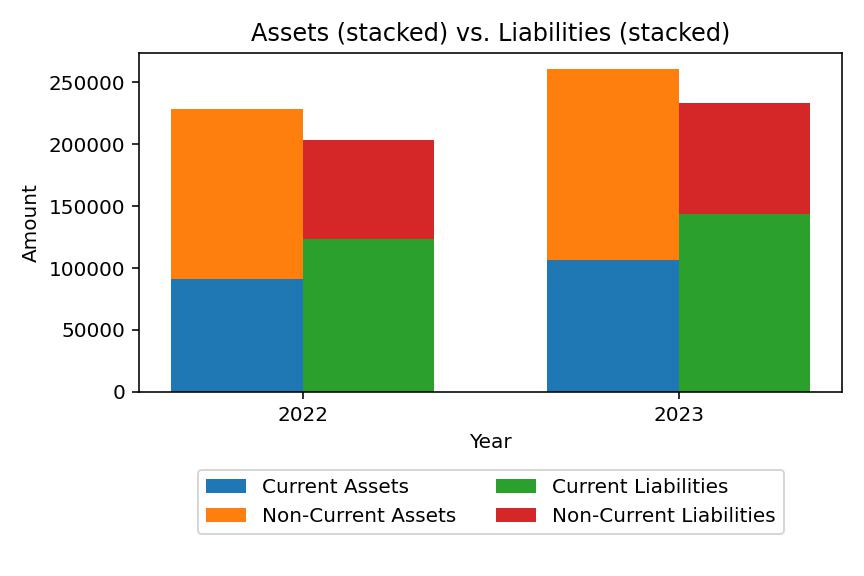 Assets (stacked) vs. Liabilities (stacked)
250000
200000
150000
100000
50000
0
Amount
2022
2023
Year
Current Assets
Non-Current Assets
Current Liabilities
Non-Current Liabilities